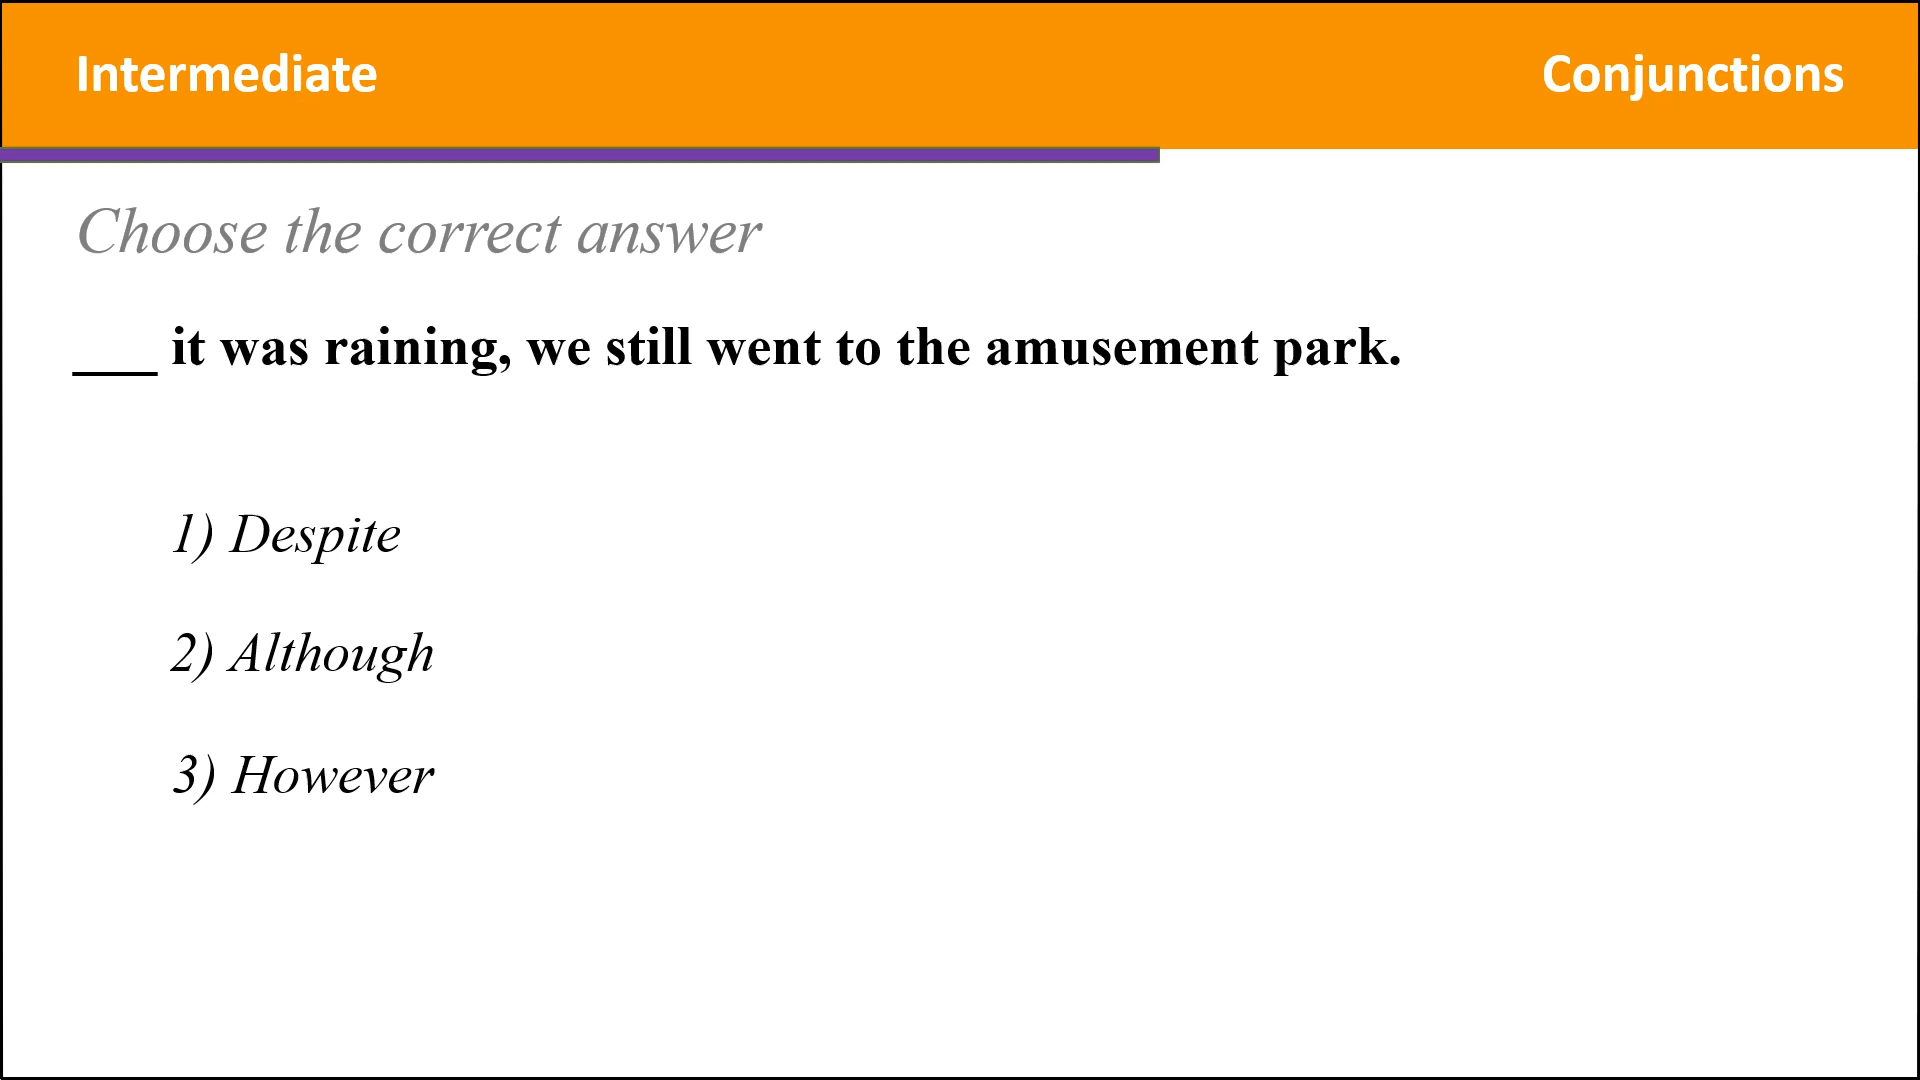 Intermediate
Conjunctions
Choose the correct answer
___ it was raining, we still went to the amusement park.
1) Despite
2) Although
3) However